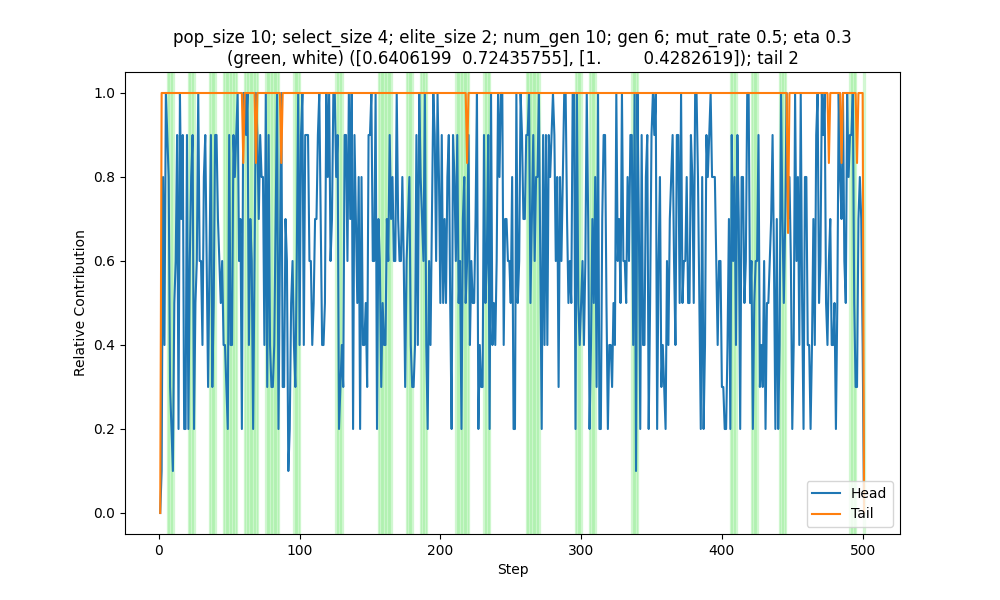 pop_size 10; select_size 4; elite_size 2; num_gen 10; gen 6; mut_rate 0.5; eta 0.3
(green, white) ([0.6406199  0.72435755], [1.        0.4282619]); tail 2
1.0
0.8
0.6
0.4
0.2
0.0
Relative Contribution
Head
Tail
0
100
200
300
400
500
Step